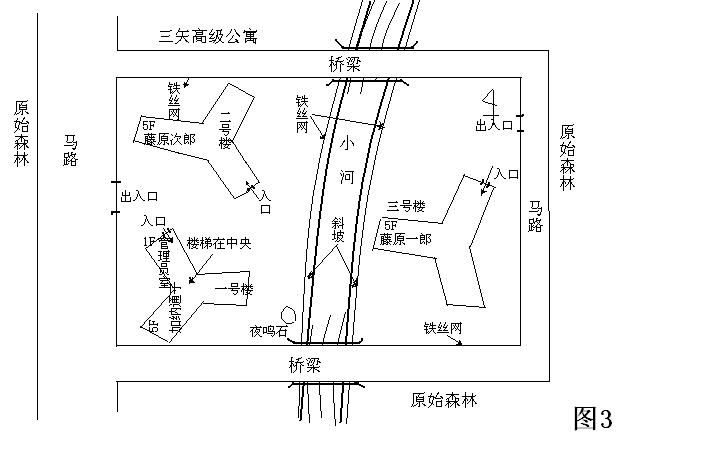 三矢高级公寓
桥梁
铁丝网
二号楼
5F
藤原次郎
入口
铁丝网
小河
出入口
原始森林
马路
出入口
原始森林
马路
入口
三号楼
5F
藤原一郎
斜坡
入口
1F管理员室
楼梯在中央
一号楼
5F
夜鸣石
铁丝网
桥梁
原始森林
图3